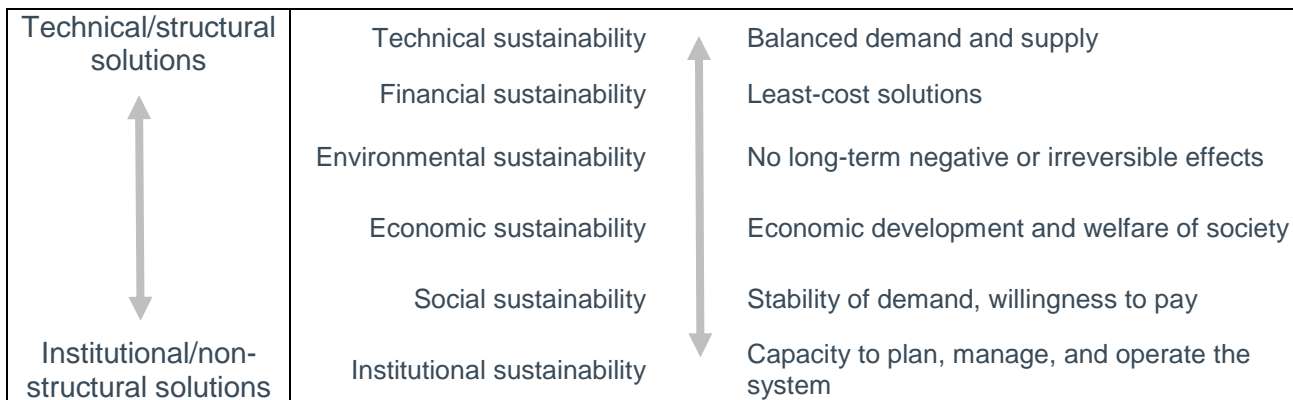 Technical/structural
solutions
Institutional/non-
structural solutions
Technical sustainability
Balanced demand and supply
Financial sustainability
Least-cost solutions
Environmental sustainability
No long-term negative or irreversible effects
Economic sustainability
Economic development and welfare of society
Social sustainability
Stability of demand, willingness to pay
Institutional sustainability
Capacity to plan, manage, and operate the
system